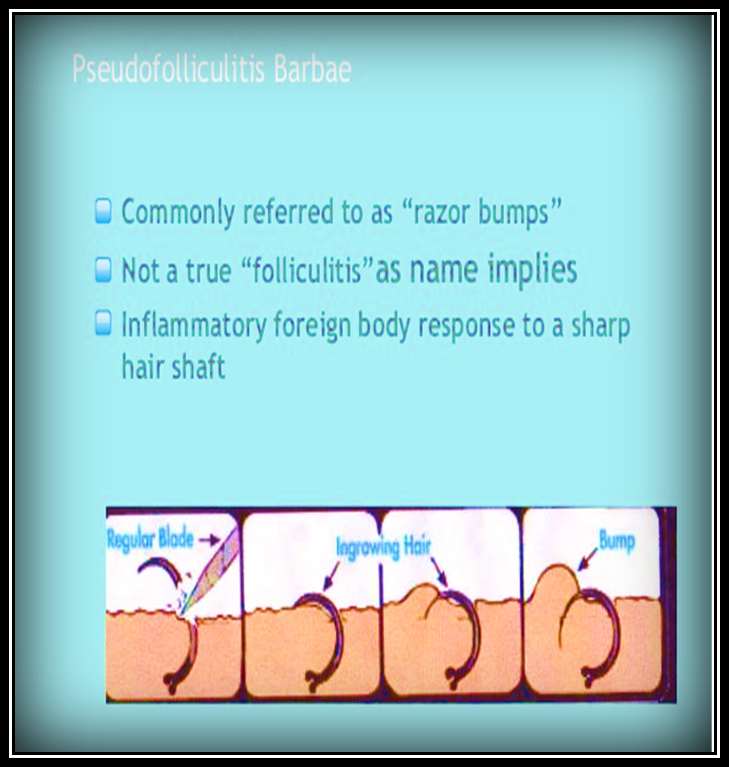 Pseudofolliculitis Barbae
Commonly referred to as “razor bumps”
Not a true “folliculitis”as name implies
Inflammatory foreign body response to a sharp
hair shaft
Regular Blade
Ingrowing Hair
Bump